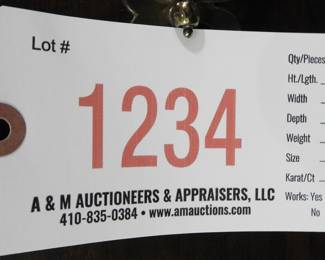 Lot #
1234
A & M AUCTIONEERS & APPRAISERS, LLC
410-835-0384 • www.amauctions.com
Qty/Pieces
Ht./Lgth.
Width
Depth
Weight
Size
Karat/Ct
Works: Yes
No